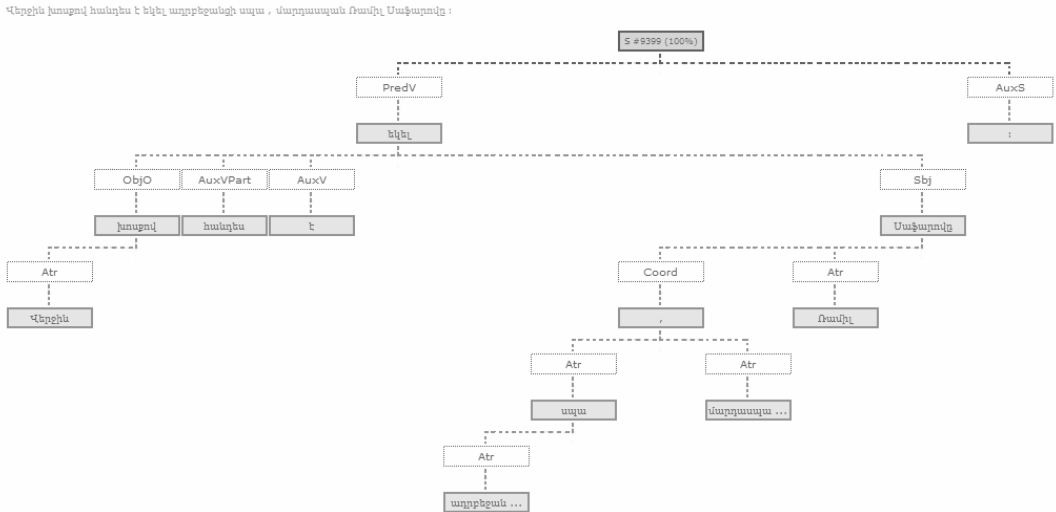 Վերջին խոսքով հանդես է եկել ադրբեջանցի սպա , մարդասպան Ռամիլ Սաֆարովը ։
S #9399 (100%)
PredV AuxS
եկել ։
ObjO AuxVPart AuxV Sbj
խոսքով հանդես է Սաֆարովը
Atr Coord Atr
Վերջին , Ռամիլ
Atr Atr
սպա մարդասպա ...
Atr
ադրբեջան ...